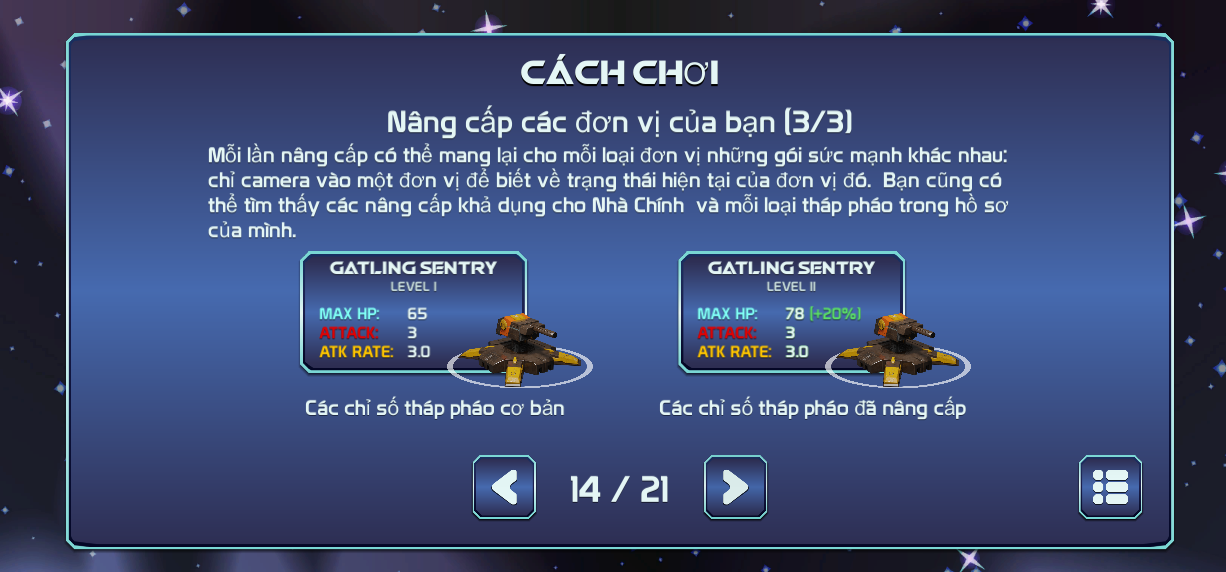 CÁCH CHƠI
Nâng cấp các đơn vị của bạn (3/3)
Mỗi lần nâng cấp có thể mang lại cho mỗi loại đơn vị những gói sức mạnh khác nhau:
chỉ camera vào một đơn vị để biết về trạng thái hiện tại của đơn vị đó. Bạn cũng có
thể tìm thấy các nâng cấp khả dụng cho Nhà Chính và mỗi loại tháp pháo trong hồ sơ
của mình.
GATLING SENTRY
LEVEL I
MAX HP: 65
ATTACK: 3
ATK RATE: 3.0
Các chỉ số tháp pháo cơ bản
GATLING SENTRY
LEVEL II
MAX HP: 78 (+20%)
ATTACK: 3
ATK RATE: 3.0
Các chỉ số tháp pháo đã nâng cấp
14 / 21